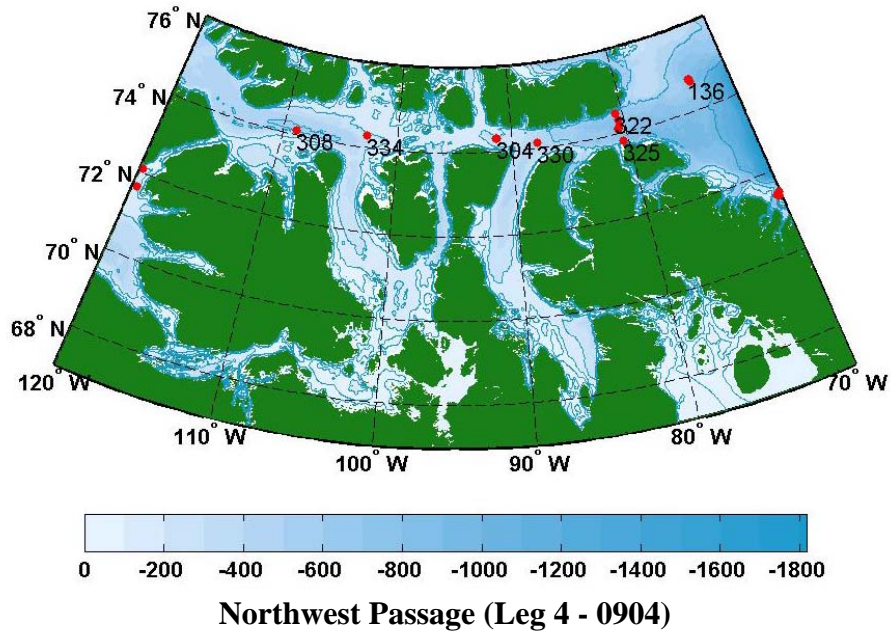 76° N
74° N
72° N
70° N
68° N
120° W
110° W
100° W
90° W
80° W
70° W
136
322
308
334
304
330
325
0 -200 -400 -600 -800 -1000 -1200 -1400 -1600 -1800
Northwest Passage (Leg 4 - 0904)